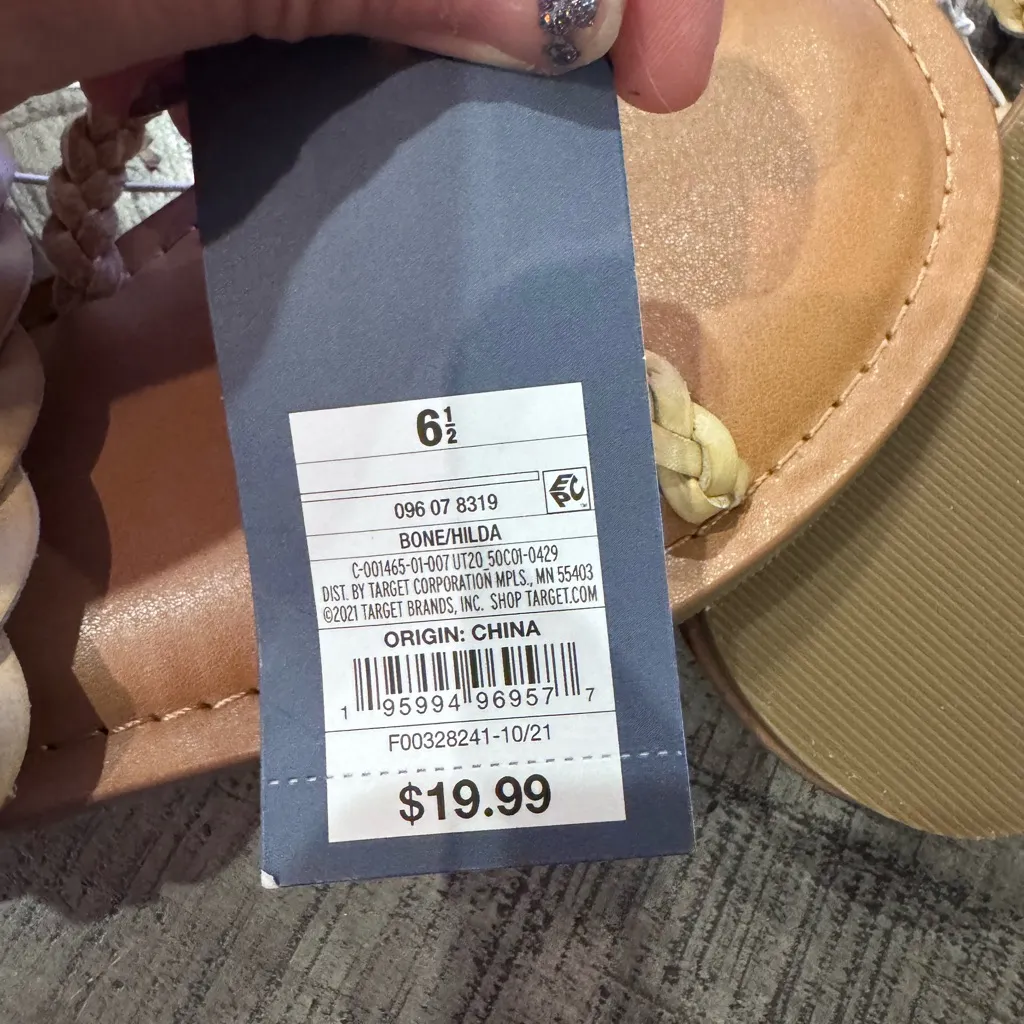 6½
EPC
096 07 8319
BONE/HILDA
C-001465-01-007 UT20_50C01-0429
DIST. BY TARGET CORPORATION MPLS., MN 55403
©2021 TARGET BRANDS, INC. SHOP TARGET.COM
ORIGIN: CHINA
1 95994 96957 7
F00328241-10/21
$19.99